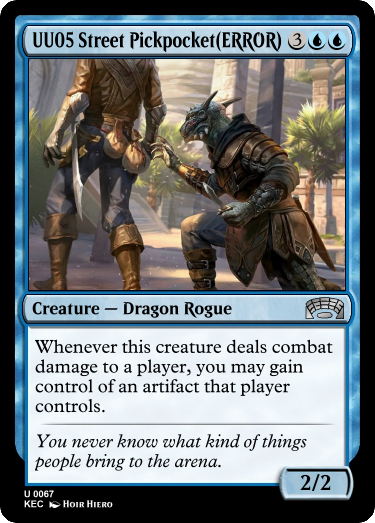 UU05 Street Pickpocket(ERROR) 3
Creature — Dragon Rogue
Whenever this creature deals combat
damage to a player, you may gain
control of an artifact that player
controls.
You never know what kind of things
people bring to the arena.
2/2
U 0067
KEC Hoir Hiero